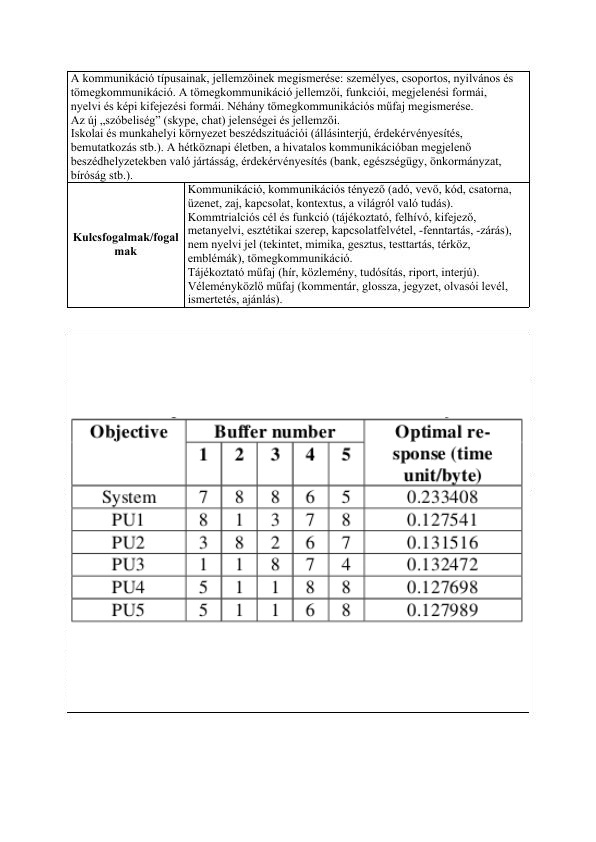 A kommunikáció típusainak, jellemzőinek megismerése: személyes, csoportos, nyilvános és
tömegkommunikáció. A tömegkommunikáció jellemzői, funkciói, megjelenési formái,
nyelvi és képi kifejezési formái. Néhány tömegkommunikációs műfaj megismerése.
Az új „szóbeliség” (skype, chat) jelenségei és jellemzői.
Iskolai és munkahelyi környezet beszédszituációi (állásinterjú, érdekérvényesítés,
bemutatkozás stb.). A hétköznapi életben, a hivatalos kommunikációban megjelenő
beszédhelyzetekben való jártásság, érdekérvényesítés (bank, egészségügy, önkormányzat,
bíróság stb.).
Kulcsfogalmak/fogal
mak
Kommunikáció, kommunikációs tényező (adó, vevő, kód, csatorna,
üzenet, zaj, kapcsolat, kontextus, a világról való tudás).
Kommtrialciós cél és funkció (tájékoztató, felhívó, kifejező,
metanyelvi, esztétikai szerep, kapcsolatfelvétel, -fenntartás, -zárás),
nem nyelvi jel (tekintet, mimika, gesztus, testtartás, térköz,
emblémák), tömegkommunikáció.
Tájékoztató műfaj (hír, közlemény, tudósítás, riport, interjú).
Véleményközlő műfaj (kommentár, glossza, jegyzet, olvasói levél,
ismertetés, ajánlás).
Objective Buffer number Optimal re-
1 2 3 4 5 sponse (time
unit/byte)
System 7 8 8 6 5 0.233408
PU1 8 1 3 7 8 0.127541
PU2 3 8 2 6 7 0.131516
PU3 1 1 8 7 4 0.132472
PU4 5 1 1 8 8 0.127698
PU5 5 1 1 6 8 0.127989